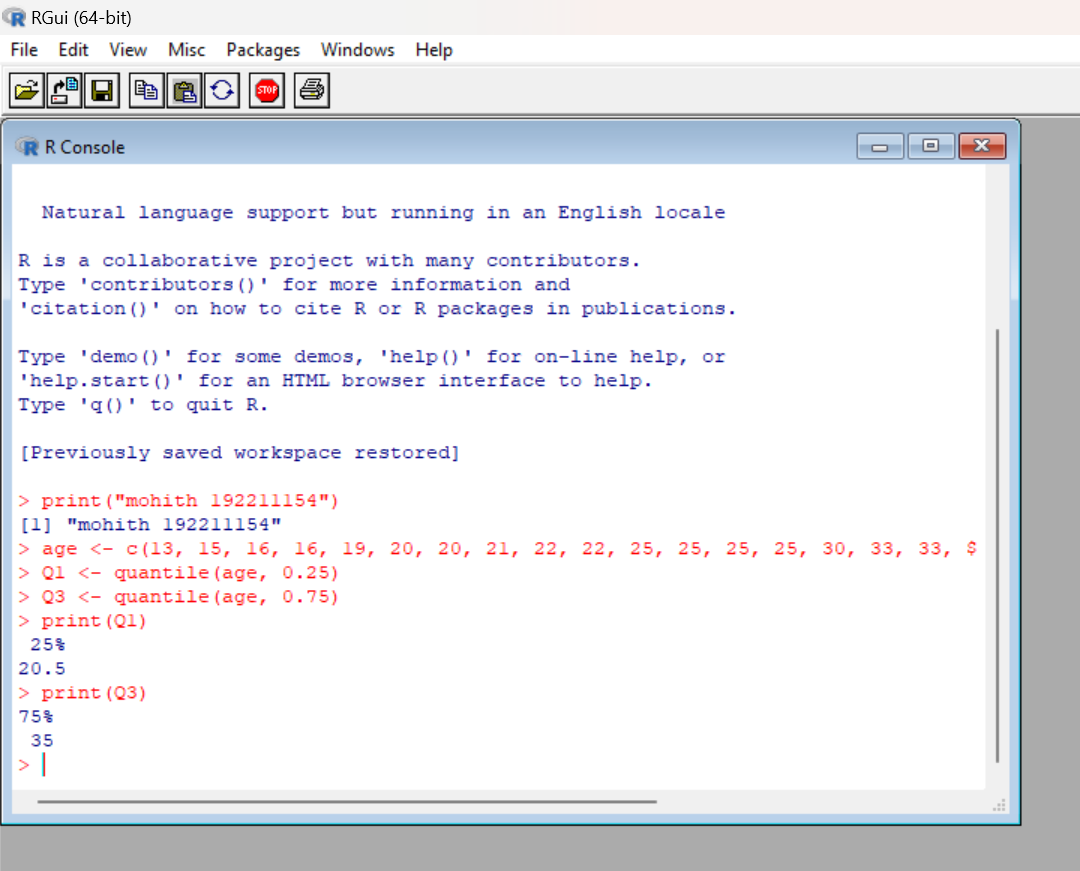 RGui (64-bit)
File Edit View Misc Packages Windows Help
STOP
R Console
Natural language support but running in an English locale
R is a collaborative project with many contributors.
Type 'contributors()' for more information and
'citation()' on how to cite R or R packages in publications.
Type 'demo()' for some demos, 'help()' for on-line help, or
'help.start()' for an HTML browser interface to help.
Type 'q()' to quit R.
[Previously saved workspace restored]
> print("mohith 192211154")
[1] "mohith 192211154"
> age <- c(13, 15, 16, 16, 19, 20, 20, 21, 22, 22, 25, 25, 25, 25, 30, 33, 33, $
> Q1 <- quantile(age, 0.25)
> Q3 <- quantile(age, 0.75)
> print(Q1)
25%
20.5
> print(Q3)
75%
35
>